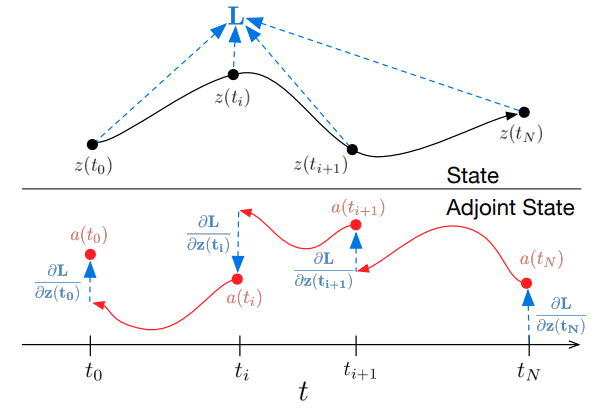 L
z(t_i)
z(t_0)
z(t_{i+1})
z(t_N)
State
Adjoint State
a(t_0)
∂L/∂z(t_0)
∂L/∂z(t_i)
a(t_i)
a(t_{i+1})
∂L/∂z(t_{i+1})
a(t_N)
∂L/∂z(t_N)
t_0
t_i
t_{i+1}
t_N
t